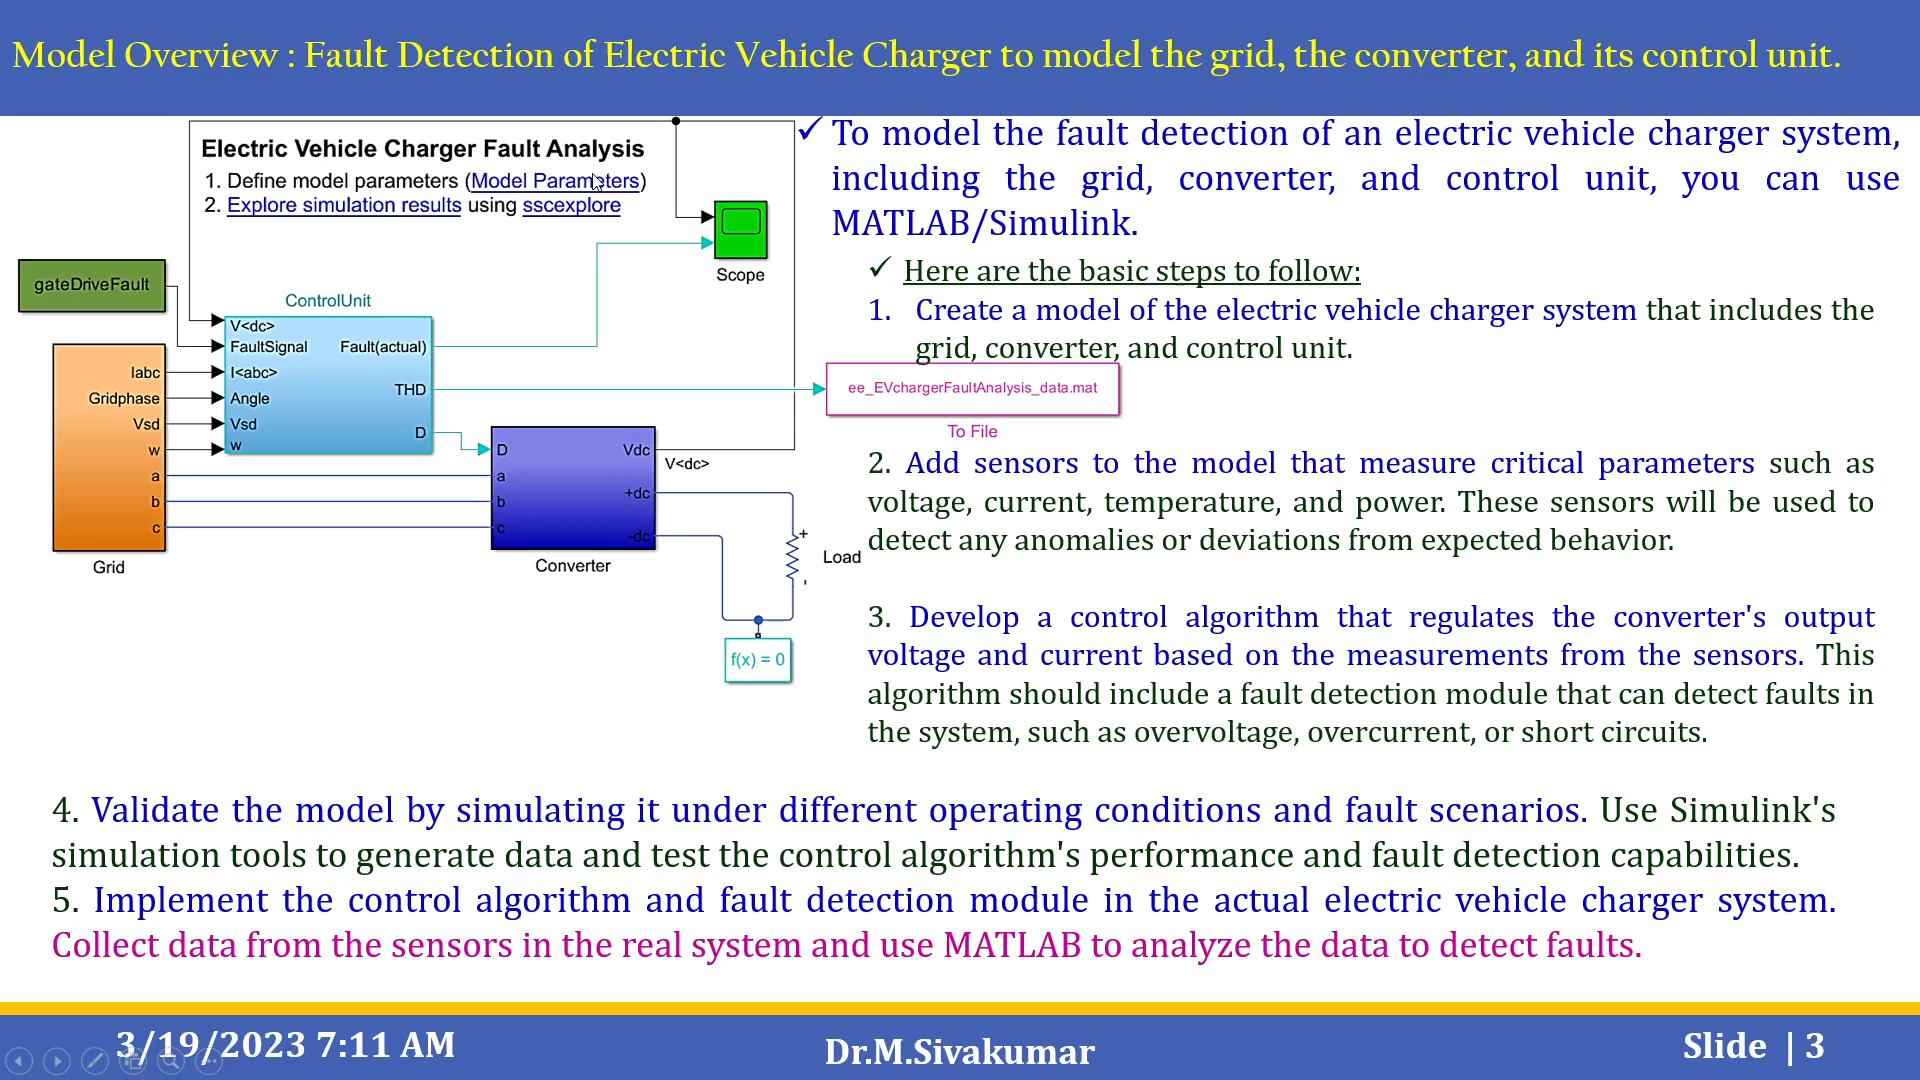 Model Overview : Fault Detection of Electric Vehicle Charger to model the grid, the converter, and its control unit.
Electric Vehicle Charger Fault Analysis
1. Define model parameters (Model Parameters)
2. Explore simulation results using sscexplore
gateDriveFault
ControlUnit
V<dc>
FaultSignal
I<abc>
Angle
Vsd
w
Fault(actual)
THD
D
Scope
Iabc
Gridphase
Vsd
w
a
b
c
Grid
D
a
b
c
Vdc
+dc
-dc
Converter
V<dc>
+
-
Load
f(x) = 0
ee_EVchargerFaultAnalysis_data.mat
To File
✓ To model the fault detection of an electric vehicle charger system,
including the grid, converter, and control unit, you can use
MATLAB/Simulink.
✓ Here are the basic steps to follow:
1. Create a model of the electric vehicle charger system that includes the
grid, converter, and control unit.
2. Add sensors to the model that measure critical parameters such as
voltage, current, temperature, and power. These sensors will be used to
detect any anomalies or deviations from expected behavior.
3. Develop a control algorithm that regulates the converter's output
voltage and current based on the measurements from the sensors. This
algorithm should include a fault detection module that can detect faults in
the system, such as overvoltage, overcurrent, or short circuits.
4. Validate the model by simulating it under different operating conditions and fault scenarios. Use Simulink's
simulation tools to generate data and test the control algorithm's performance and fault detection capabilities.
5. Implement the control algorithm and fault detection module in the actual electric vehicle charger system.
Collect data from the sensors in the real system and use MATLAB to analyze the data to detect faults.
3/19/2023 7:11 AM
Dr.M.Sivakumar
Slide | 3